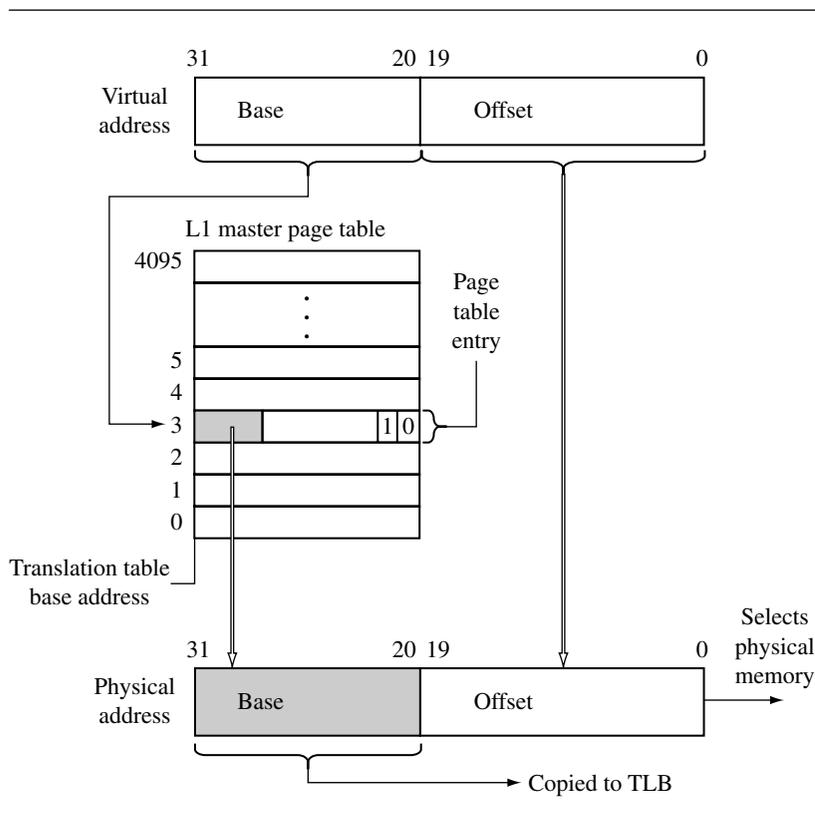 31 20 19 0
Virtual
address
Base Offset
L1 master page table
4095
Page
table
entry
5
4
3 1 0
2
1
0
Translation table
base address
31 20 19 0
Selects
physical
memory
Physical
address
Base Offset
Copied to TLB